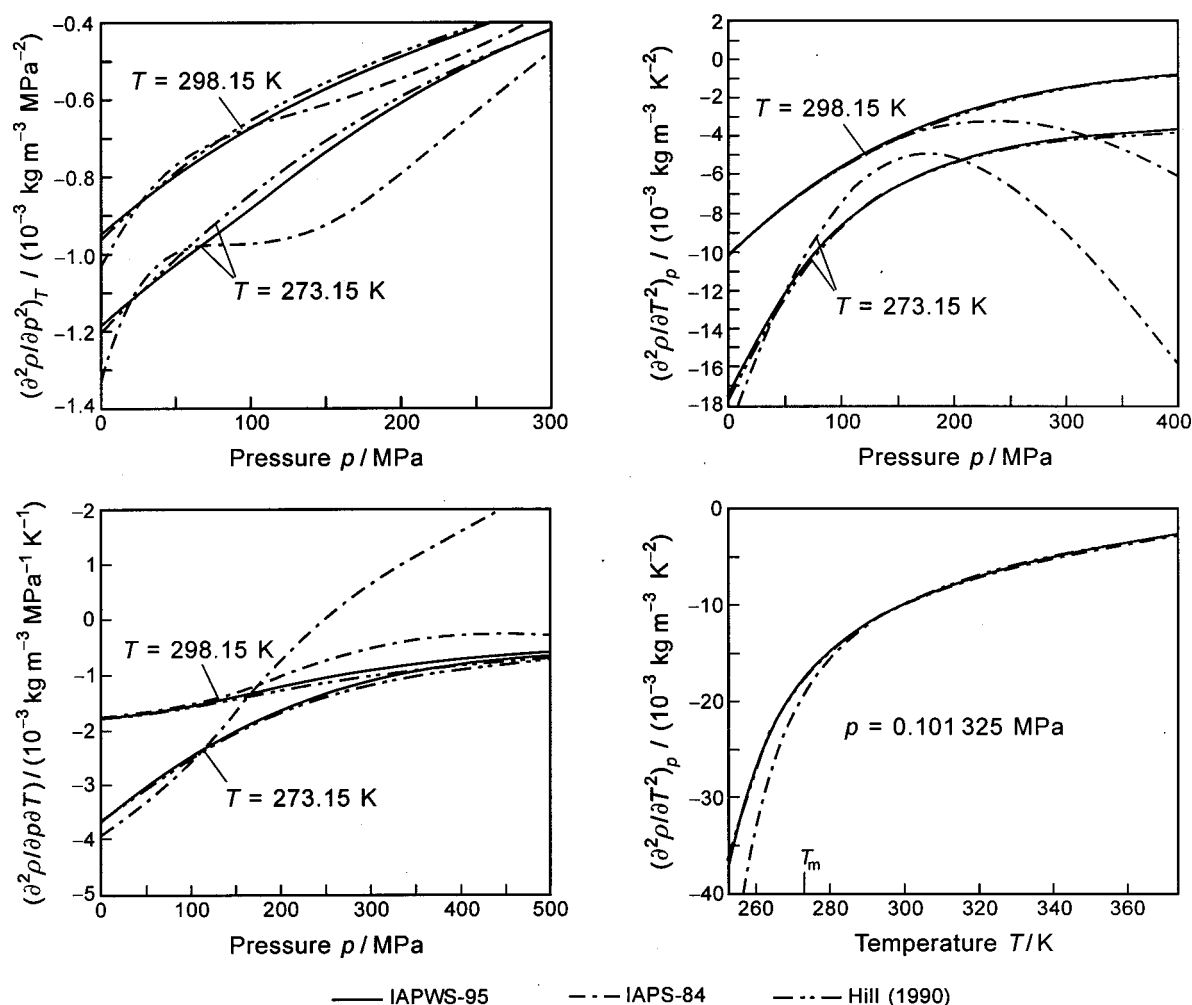 (∂²ρ/∂p²)_T / (10⁻³ kg m⁻³ MPa⁻²)
−0.4
−0.6
−0.8
−1.0
−1.2
−1.4
T = 298.15 K
T = 273.15 K
0
100
200
300
Pressure p / MPa
(∂²ρ/∂T²)_p / (10⁻³ kg m⁻³ K⁻²)
2
0
−2
−4
−6
−8
−10
−12
−14
−16
−18
T = 298.15 K
T = 273.15 K
0
100
200
300
400
Pressure p / MPa
(∂²ρ/∂p∂T) / (10⁻³ kg m⁻³ MPa⁻¹ K⁻¹)
−2
1
0
−1
−2
−3
−4
−5
T = 298.15 K
T = 273.15 K
0
100
200
300
400
500
Pressure p / MPa
(∂²ρ/∂T²)_p / (10⁻³ kg m⁻³ K⁻²)
0
−10
−20
−30
−40
p = 0.101 325 MPa
T_m
260
280
300
320
340
360
Temperature T / K
IAPWS-95
IAPS-84
Hill (1990)